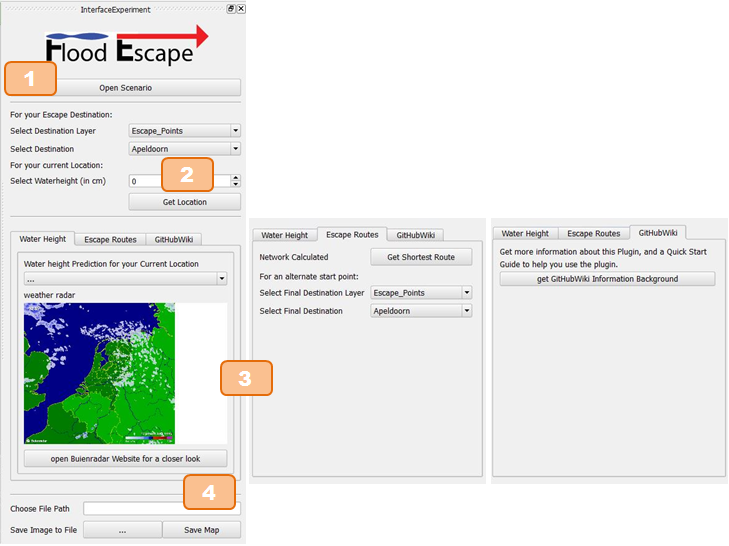 InterfaceExperiment
Flood Escape
1
Open Scenario
For your Escape Destination:
Select Destination Layer Escape_Points
Select Destination Apeldoorn
For your current Location:
2
Select Waterheight (in cm) 0
Get Location
Water Height Escape Routes GitHubWiki
Water height Prediction for your Current Location
...
weather radar
open Buienradar Website for a closer look
3
4
Choose File Path
Save Image to File ... Save Map
Water Height Escape Routes GitHubWiki
Network Calculated Get Shortest Route
For an alternate start point:
Select Final Destination Layer Escape_Points
Select Final Destination Apeldoorn
Water Height Escape Routes GitHubWiki
Get more information about this Plugin, and a Quick Start
Guide to help you use the plugin.
get GitHubWiki Information Background